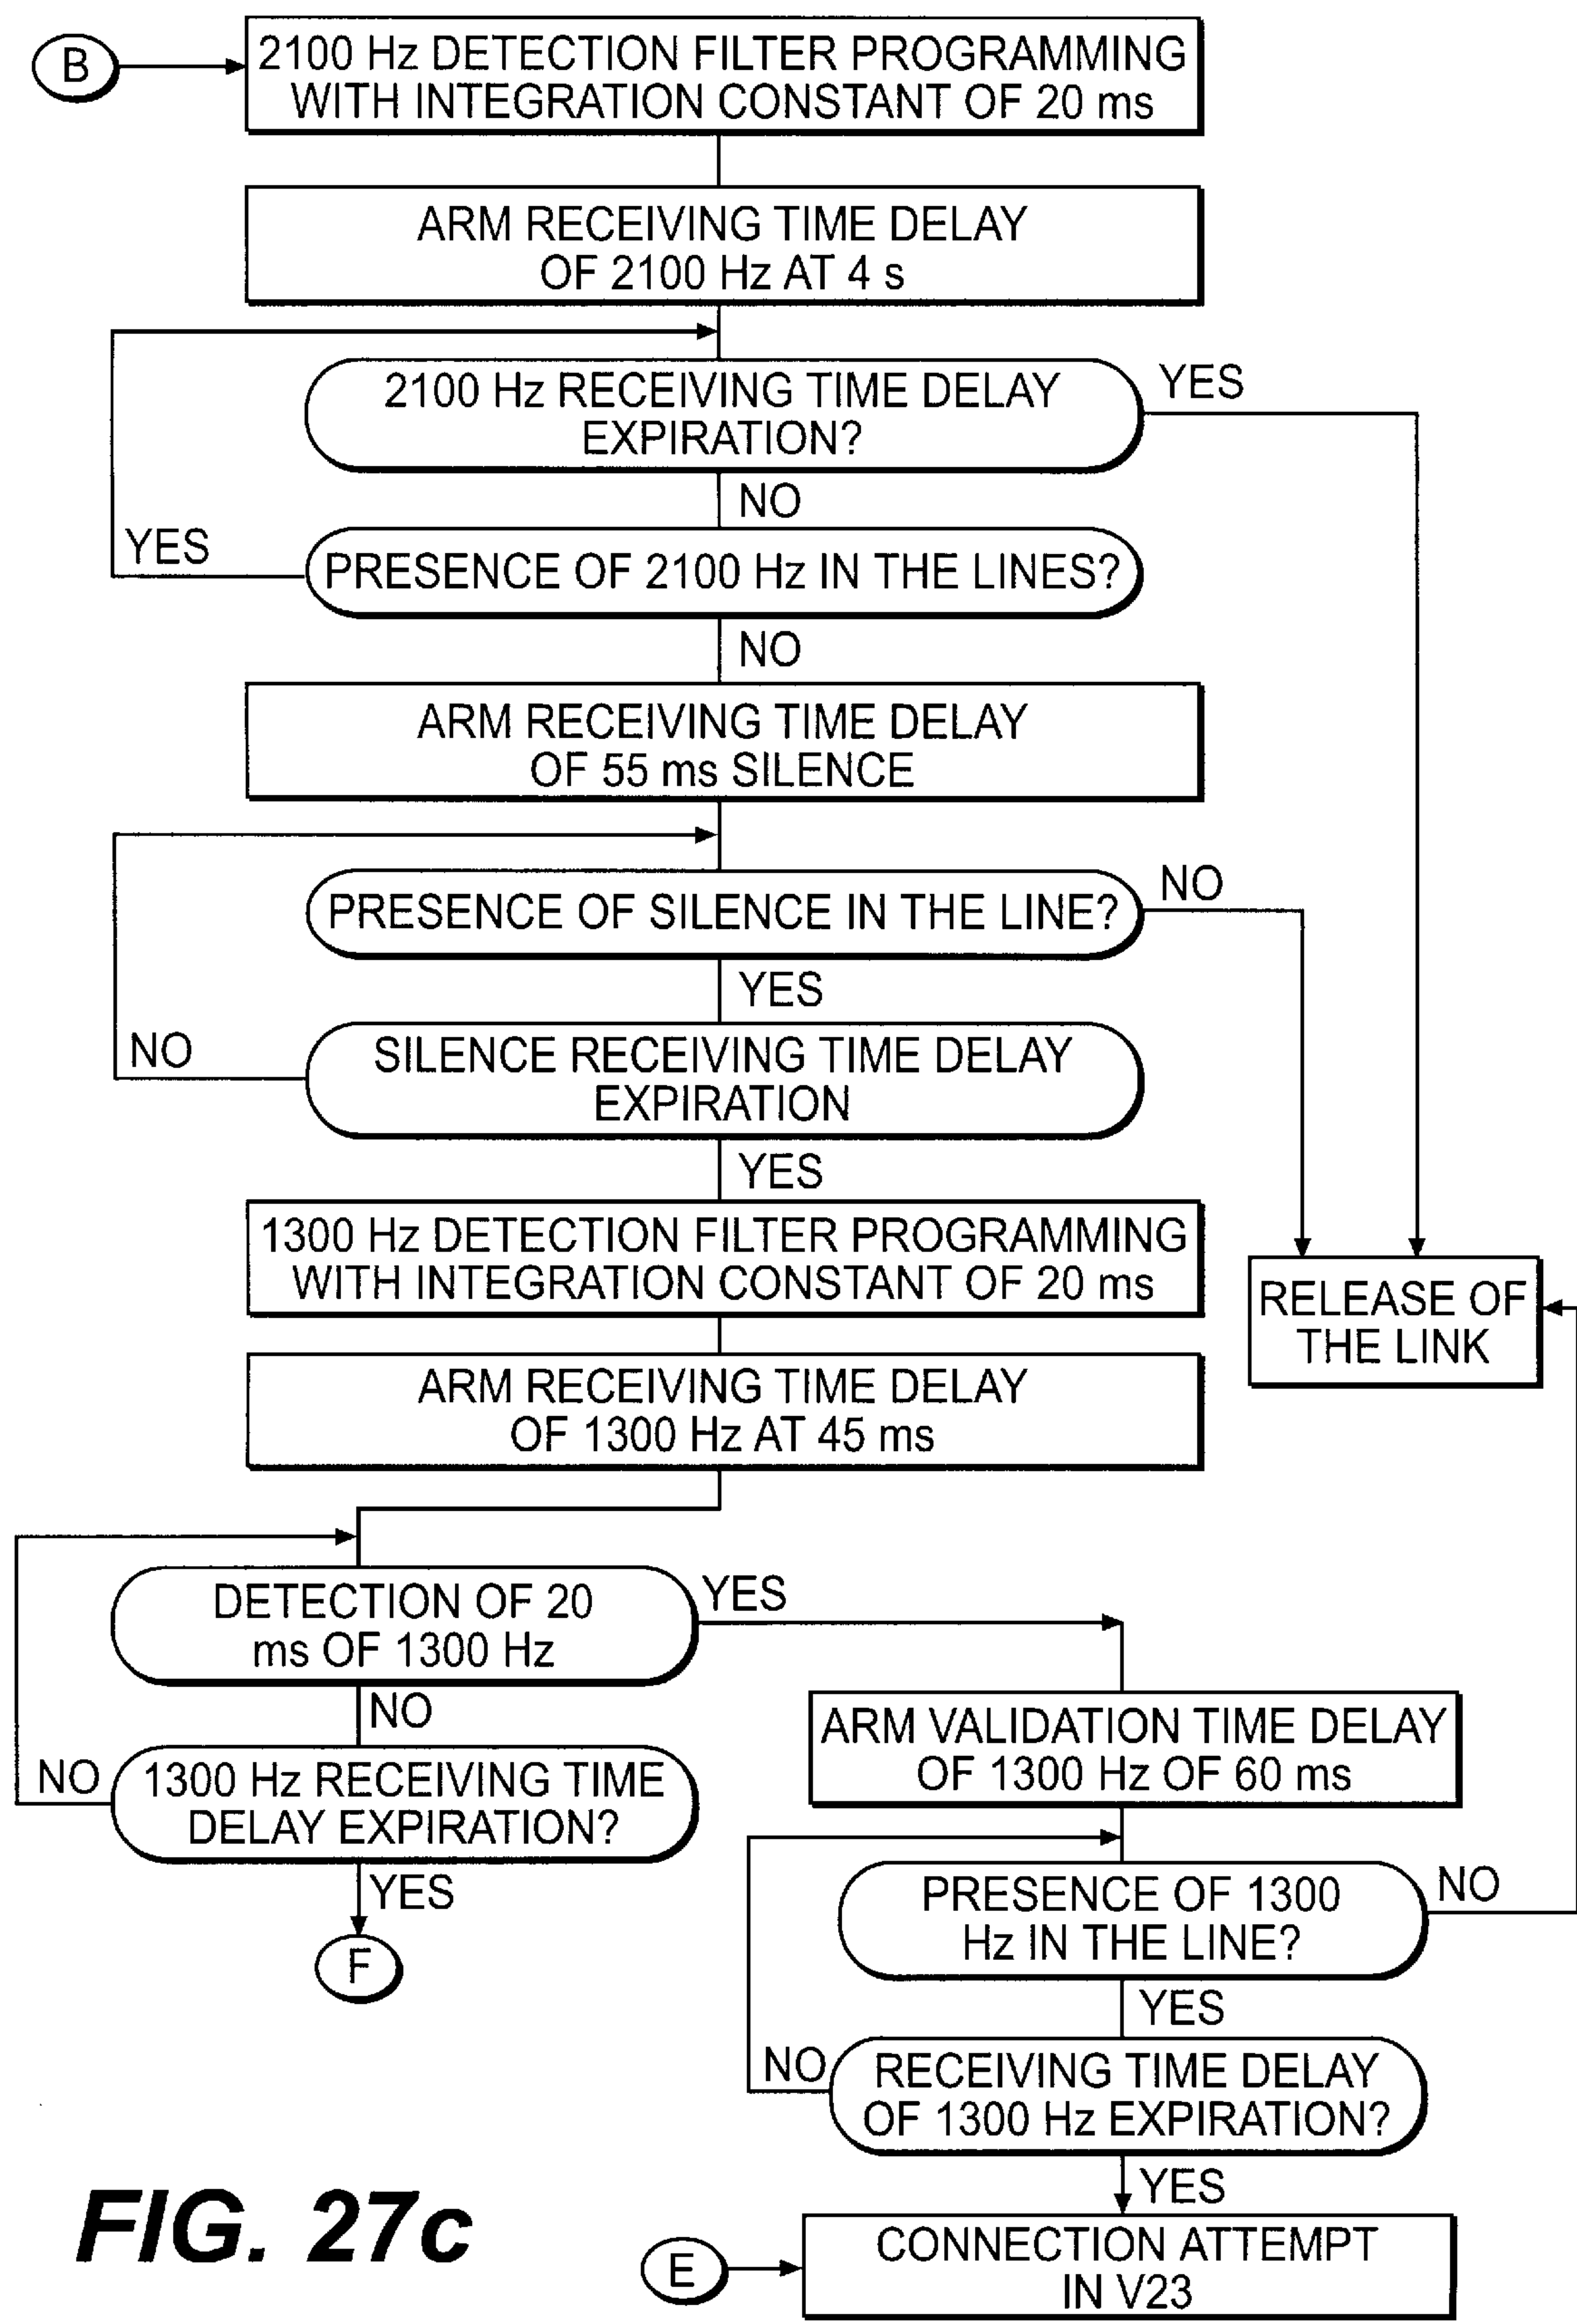 B
2100 Hz DETECTION FILTER PROGRAMMING
WITH INTEGRATION CONSTANT OF 20 ms
ARM RECEIVING TIME DELAY
OF 2100 Hz AT 4 s
2100 Hz RECEIVING TIME DELAY
EXPIRATION?
YES
NO
YES
PRESENCE OF 2100 Hz IN THE LINES?
NO
ARM RECEIVING TIME DELAY
OF 55 ms SILENCE
PRESENCE OF SILENCE IN THE LINE?
NO
YES
NO
SILENCE RECEIVING TIME DELAY
EXPIRATION
YES
1300 Hz DETECTION FILTER PROGRAMMING
WITH INTEGRATION CONSTANT OF 20 ms
RELEASE OF
THE LINK
ARM RECEIVING TIME DELAY
OF 1300 Hz AT 45 ms
DETECTION OF 20
ms OF 1300 Hz
YES
NO
ARM VALIDATION TIME DELAY
OF 1300 Hz OF 60 ms
NO
1300 Hz RECEIVING TIME
DELAY EXPIRATION?
YES
F
PRESENCE OF 1300
Hz IN THE LINE?
NO
YES
NO
RECEIVING TIME DELAY
OF 1300 Hz EXPIRATION?
YES
E
CONNECTION ATTEMPT
IN V23
FIG. 27c